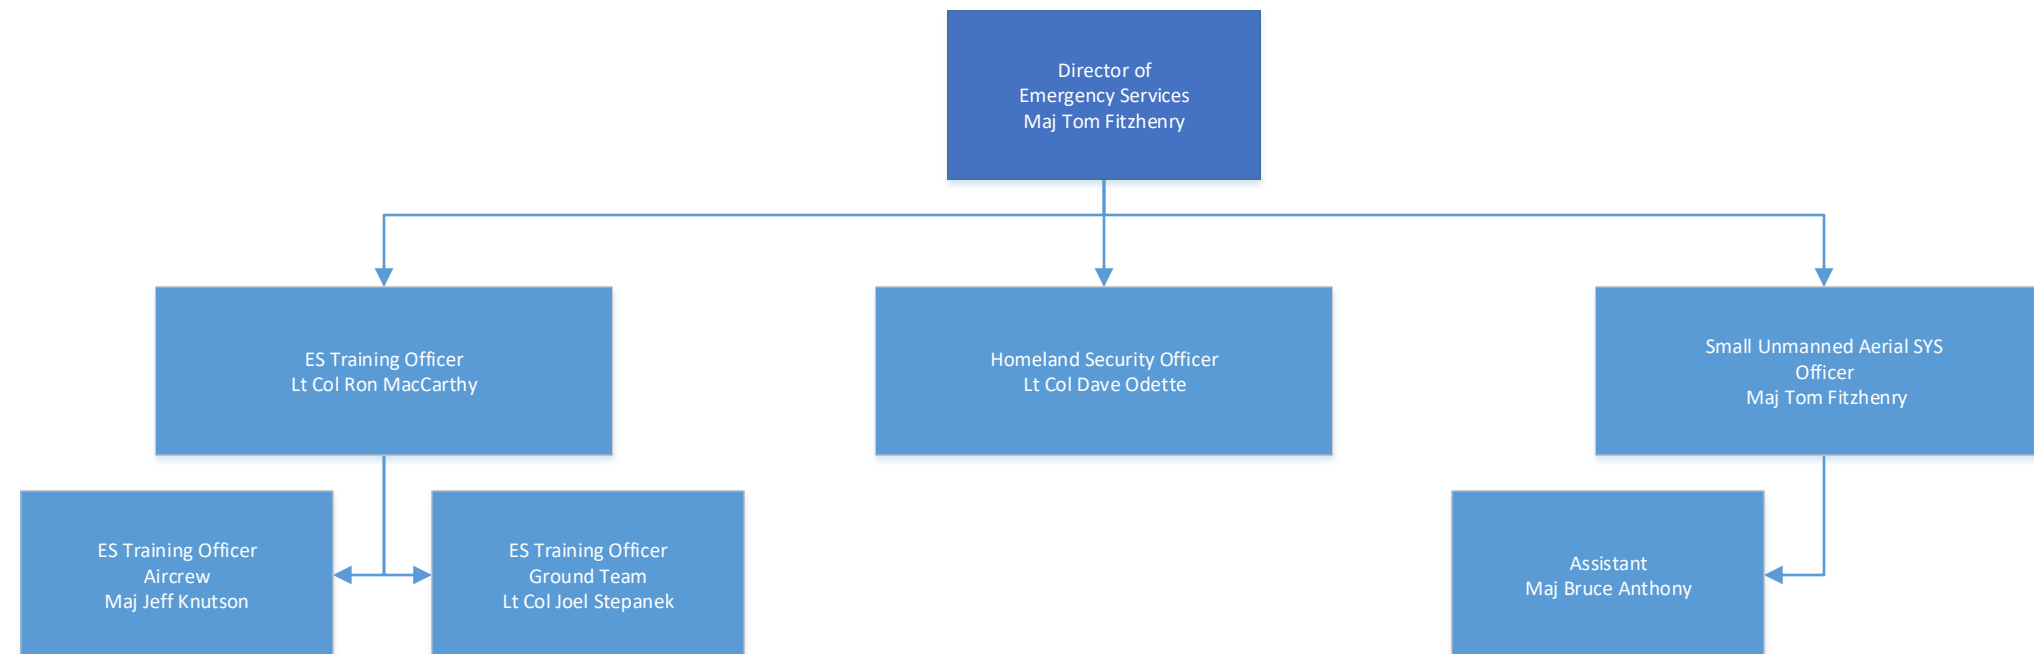 Director of
Emergency Services
Maj Tom Fitzhenry
ES Training Officer
Lt Col Ron MacCarthy
Homeland Security Officer
Lt Col Dave Odette
Small Unmanned Aerial SYS
Officer
Maj Tom Fitzhenry
ES Training Officer
Aircrew
Maj Jeff Knutson
ES Training Officer
Ground Team
Lt Col Joel Stepanek
Assistant
Maj Bruce Anthony